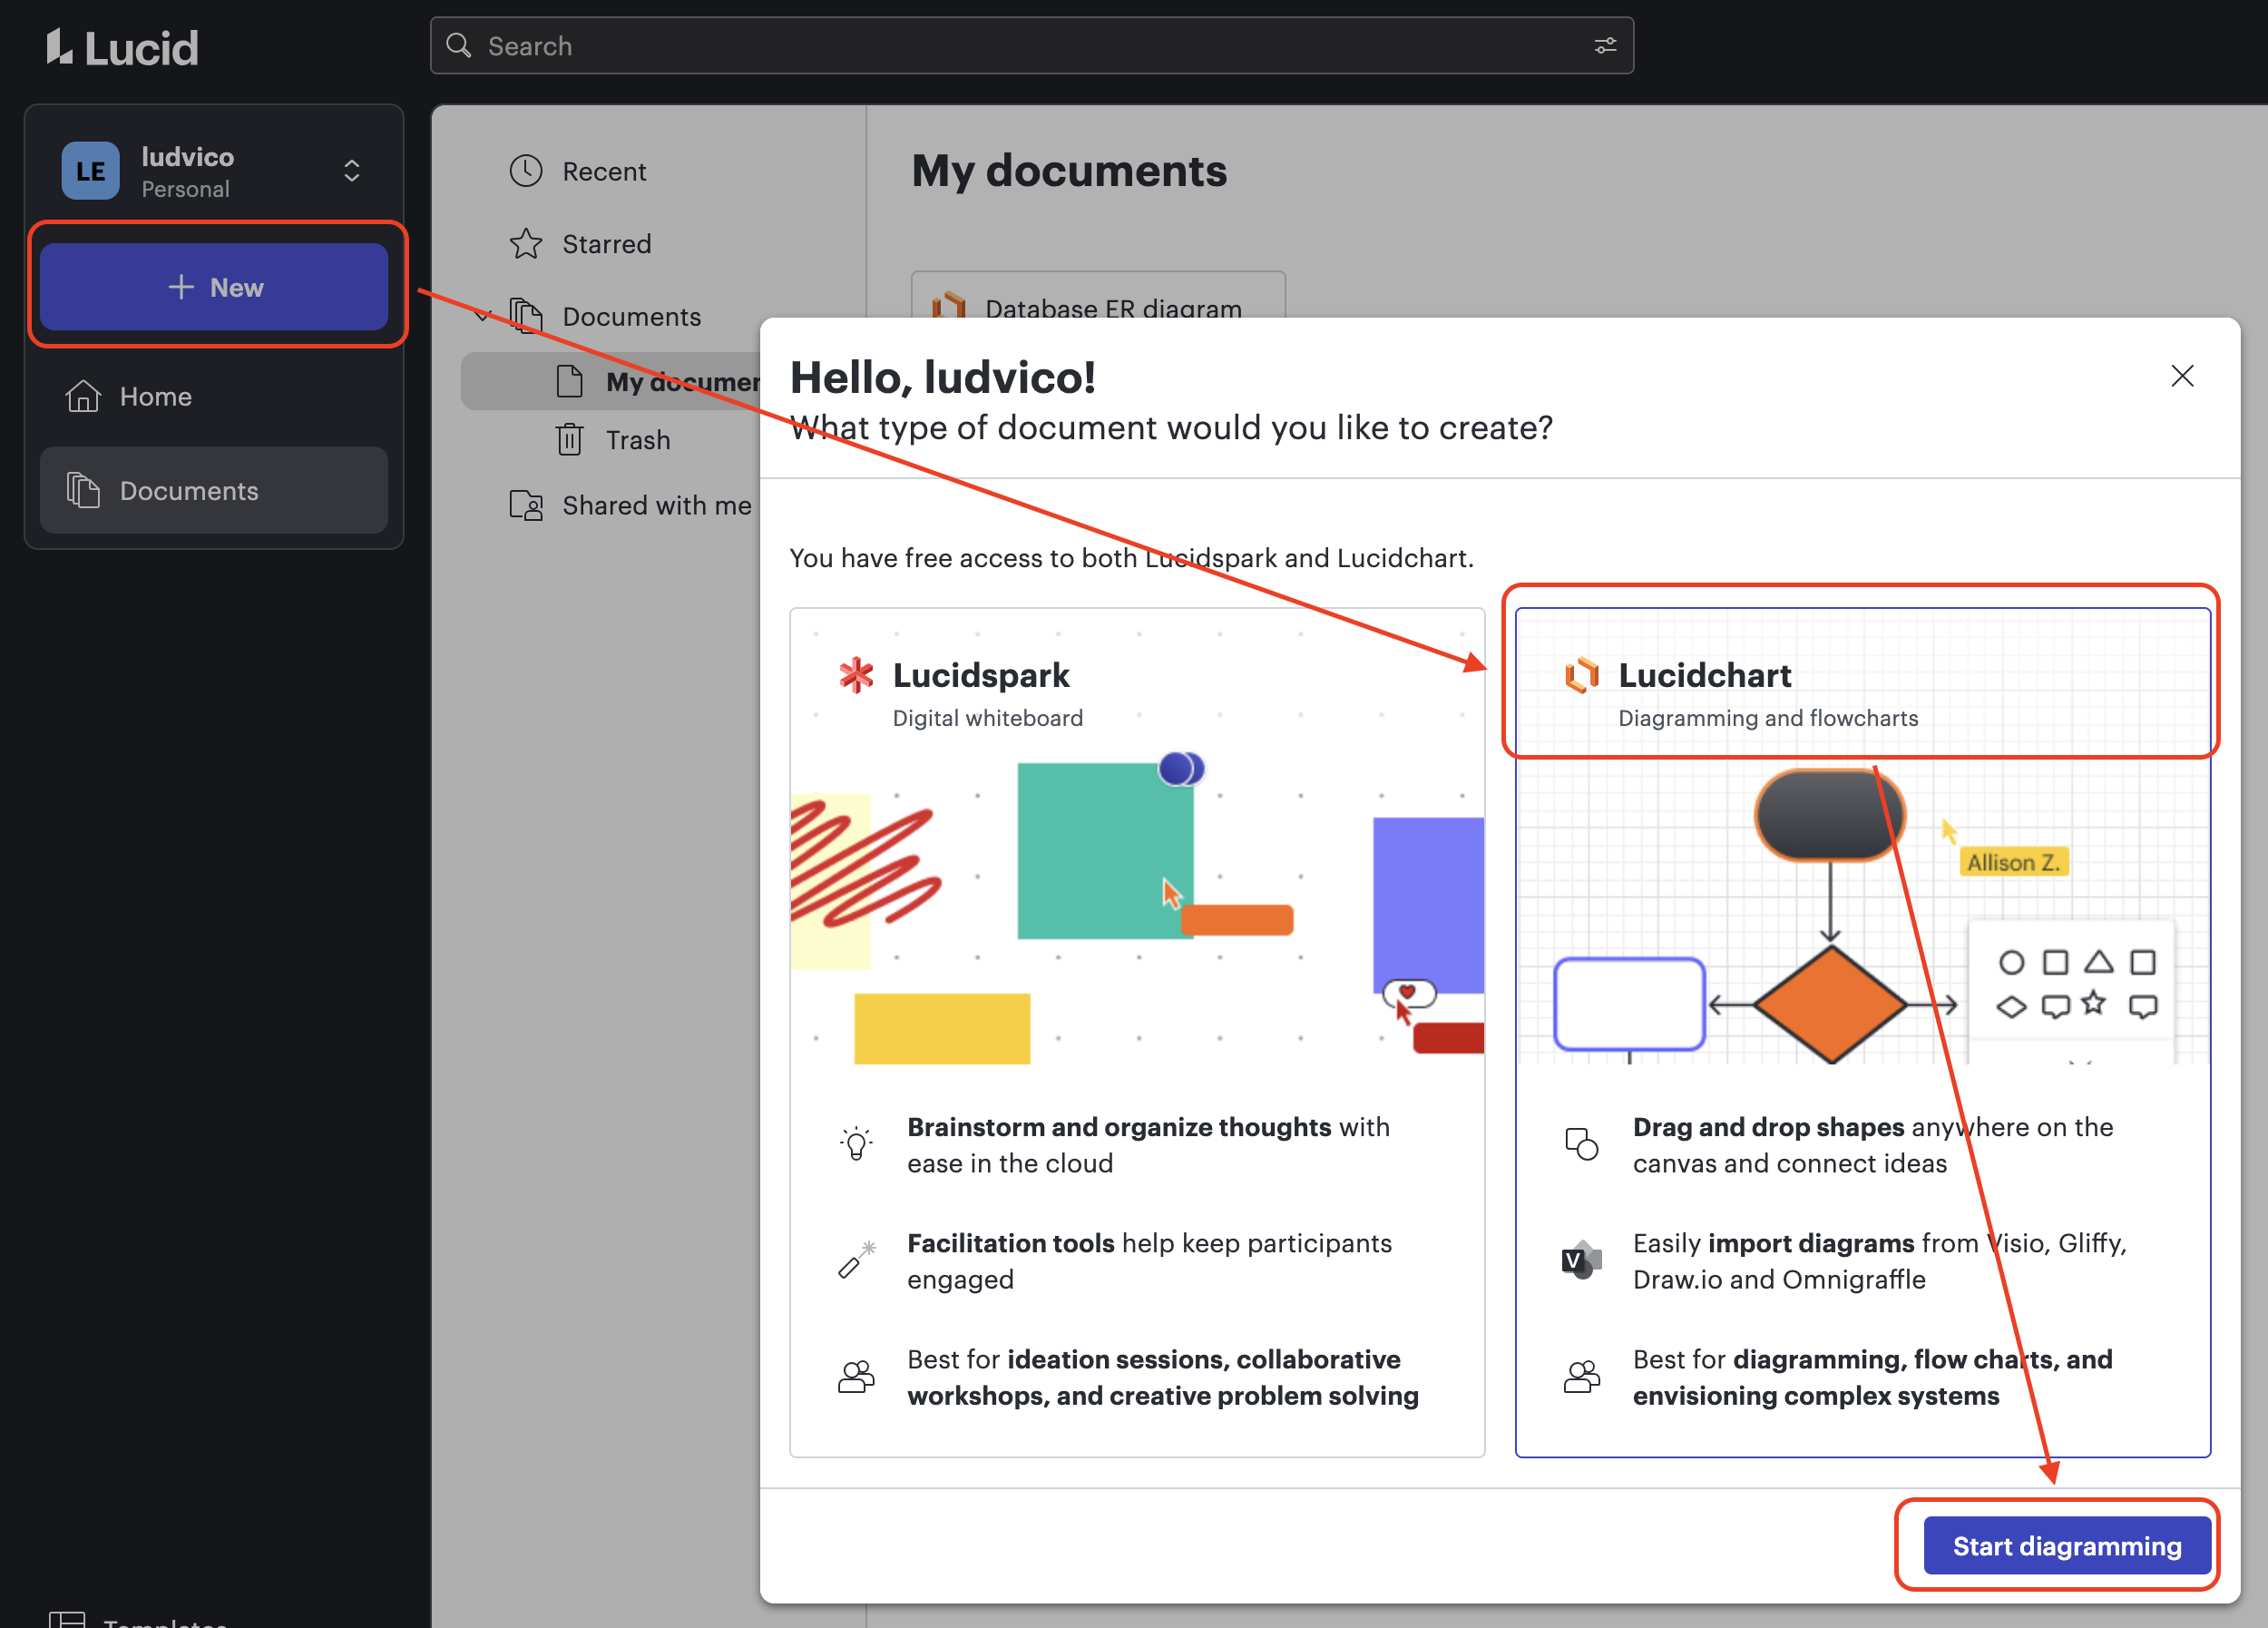 Lucid
Search
LE
ludvico
Personal
New
Home
Documents
Recent
Starred
Documents
My documen
Trash
Shared with me
My documents
Database ER diagram
Hello, ludvico!
What type of document would you like to create?
You have free access to both Lucidspark and Lucidchart.
Lucidspark
Digital whiteboard
Brainstorm and organize thoughts with
ease in the cloud
Facilitation tools help keep participants
engaged
Best for ideation sessions, collaborative
workshops, and creative problem solving
Lucidchart
Diagramming and flowcharts
Allison Z.
Drag and drop shapes anywhere on the
canvas and connect ideas
V
Easily import diagrams from Visio, Gliffy,
Draw.io and Omnigraffle
Best for diagramming, flow charts, and
envisioning complex systems
Start diagramming
Templates